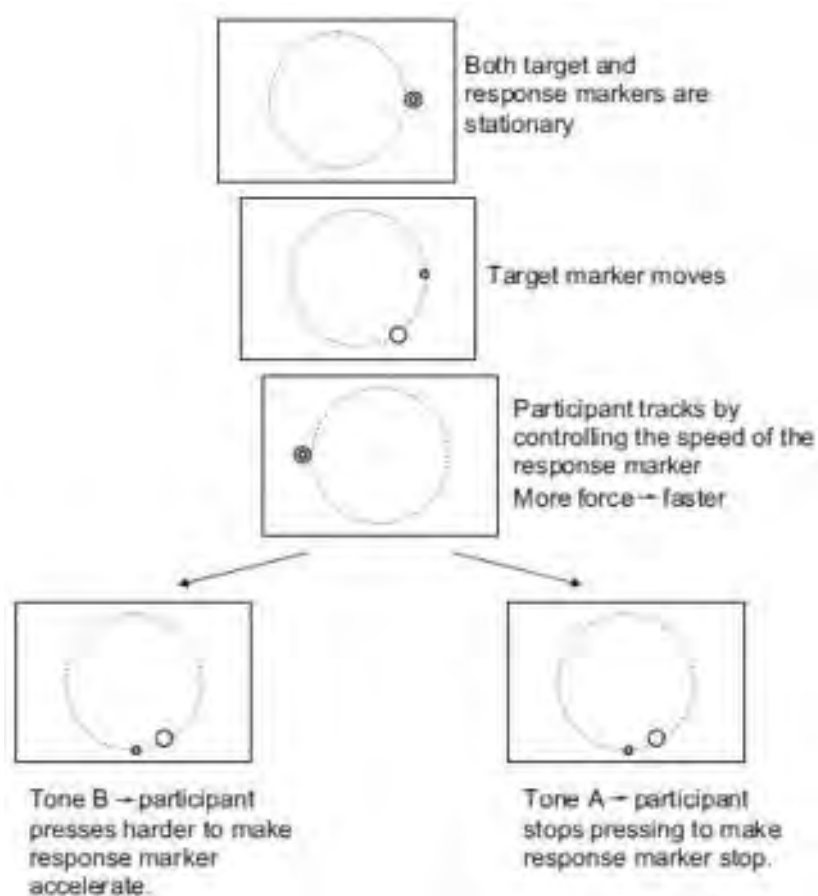 Both target and
response markers are
stationary
Target marker moves
Participant tracks by
controlling the speed of the
response marker
More force → faster
Tone B → participant
presses harder to make
response marker
accelerate.
Tone A → participant
stops pressing to make
response marker stop.